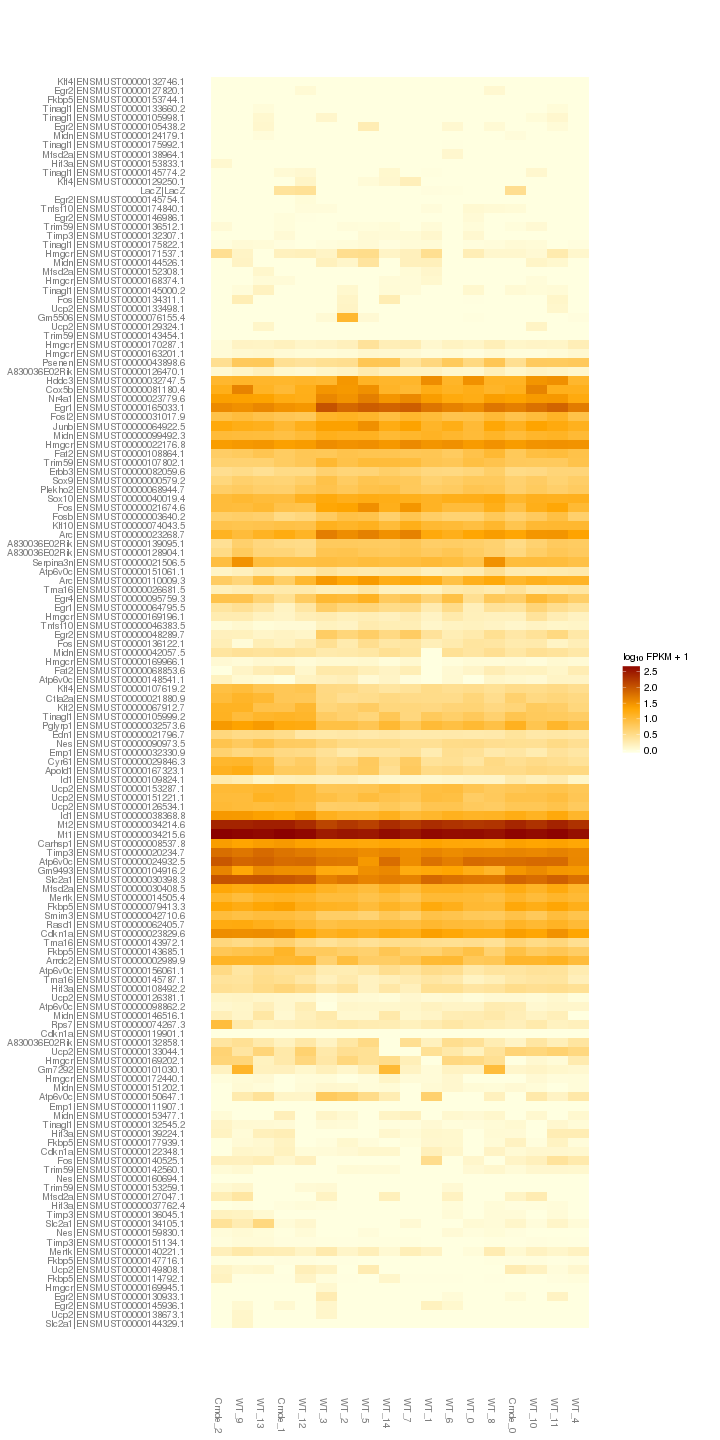 Klf4|ENSMUST00000132746.1
Egr2|ENSMUST00000127820.1
Fkbp5|ENSMUST00000153744.1
Tinagl1|ENSMUST00000133660.2
Tinagl1|ENSMUST00000105998.1
Egr2|ENSMUST00000105438.2
Midn|ENSMUST00000124179.1
Tinagl1|ENSMUST00000175992.1
Mfsd2a|ENSMUST00000138964.1
Hif3a|ENSMUST00000153833.1
Tinagl1|ENSMUST00000145774.2
Klf4|ENSMUST00000129250.1
LacZ|LacZ
Egr2|ENSMUST00000145754.1
Tnfsf10|ENSMUST00000174840.1
Egr2|ENSMUST00000146986.1
Trim59|ENSMUST00000136512.1
Timp3|ENSMUST00000132307.1
Tinagl1|ENSMUST00000175822.1
Hmgcr|ENSMUST00000171537.1
Midn|ENSMUST00000144526.1
Mfsd2a|ENSMUST00000152308.1
Hmgcr|ENSMUST00000168374.1
Tinagl1|ENSMUST00000145000.2
Fos|ENSMUST00000134311.1
Ucp2|ENSMUST00000133498.1
Gm5506|ENSMUST00000076155.4
Ucp2|ENSMUST00000129324.1
Trim59|ENSMUST00000143454.1
Hmgcr|ENSMUST00000170287.1
Hmgcr|ENSMUST00000163201.1
Psenen|ENSMUST00000043898.6
A830036E02Rik|ENSMUST00000126470.1
Hddc3|ENSMUST00000032747.5
Cox5b|ENSMUST00000081180.4
Nr4a1|ENSMUST00000023779.6
Egr1|ENSMUST00000165033.1
Fosl2|ENSMUST00000031017.9
Junb|ENSMUST00000064922.5
Midn|ENSMUST00000099492.3
Hmgcr|ENSMUST00000022176.8
Fat2|ENSMUST00000108864.1
Trim59|ENSMUST00000107802.1
Erbb3|ENSMUST00000082059.6
Sox9|ENSMUST00000000579.2
Plekho2|ENSMUST00000068944.7
Sox10|ENSMUST00000040019.4
Fos|ENSMUST00000021674.6
Fosb|ENSMUST00000003640.2
Klf10|ENSMUST00000074043.5
Arc|ENSMUST00000023268.7
A830036E02Rik|ENSMUST00000139095.1
A830036E02Rik|ENSMUST00000128904.1
Serpina3n|ENSMUST00000021506.5
Atp6v0c|ENSMUST00000151061.1
Arc|ENSMUST00000110009.3
Tma16|ENSMUST00000026681.5
Egr4|ENSMUST00000095759.3
Egr1|ENSMUST00000064795.5
Hmgcr|ENSMUST00000169196.1
Tnfsf10|ENSMUST00000046383.5
Egr2|ENSMUST00000048289.7
Fos|ENSMUST00000136122.1
Midn|ENSMUST00000042057.5
Hmgcr|ENSMUST00000169966.1
Fat2|ENSMUST00000068853.6
Atp6v0c|ENSMUST00000148541.1
Klf4|ENSMUST00000107619.2
Ctla2a|ENSMUST00000021880.9
Klf2|ENSMUST00000067912.7
Tinagl1|ENSMUST00000105999.2
Pglyrp1|ENSMUST00000032573.6
Edn1|ENSMUST00000021796.7
Nes|ENSMUST00000090973.5
Emp1|ENSMUST00000032330.9
Cyr61|ENSMUST00000029846.3
Apold1|ENSMUST00000167323.1
Id1|ENSMUST00000109824.1
Ucp2|ENSMUST00000153287.1
Ucp2|ENSMUST00000151221.1
Ucp2|ENSMUST00000126534.1
Id1|ENSMUST00000038368.8
Mt2|ENSMUST00000034214.6
Mt1|ENSMUST00000034215.6
Carhsp1|ENSMUST00000008537.8
Timp3|ENSMUST00000020234.7
Atp6v0c|ENSMUST00000024932.5
Gm9493|ENSMUST00000104916.2
Slc2a1|ENSMUST00000030398.3
Mfsd2a|ENSMUST00000030408.5
Mertk|ENSMUST00000014505.4
Fkbp5|ENSMUST00000079413.3
Smim3|ENSMUST00000042710.6
Rasd1|ENSMUST00000062405.7
Cdkn1a|ENSMUST00000023829.6
Tma16|ENSMUST00000143972.1
Fkbp5|ENSMUST00000143685.1
Arrdc2|ENSMUST00000002989.9
Atp6v0c|ENSMUST00000156061.1
Tma16|ENSMUST00000145787.1
Hif3a|ENSMUST00000108492.2
Ucp2|ENSMUST00000126381.1
Atp6v0c|ENSMUST00000098862.2
Midn|ENSMUST00000146516.1
Rps7|ENSMUST00000074267.3
Cdkn1a|ENSMUST00000119901.1
A830036E02Rik|ENSMUST00000132858.1
Ucp2|ENSMUST00000133044.1
Hmgcr|ENSMUST00000169202.1
Gm7292|ENSMUST00000101030.1
Hmgcr|ENSMUST00000172440.1
Midn|ENSMUST00000151202.1
Atp6v0c|ENSMUST00000150647.1
Emp1|ENSMUST00000111907.1
Midn|ENSMUST00000153477.1
Tinagl1|ENSMUST00000132545.2
Hif3a|ENSMUST00000139224.1
Fkbp5|ENSMUST00000177939.1
Cdkn1a|ENSMUST00000122348.1
Fos|ENSMUST00000140525.1
Trim59|ENSMUST00000142560.1
Nes|ENSMUST00000160694.1
Trim59|ENSMUST00000153259.1
Mfsd2a|ENSMUST00000127047.1
Hif3a|ENSMUST00000037762.4
Timp3|ENSMUST00000136045.1
Slc2a1|ENSMUST00000134105.1
Nes|ENSMUST00000159830.1
Timp3|ENSMUST00000151134.1
Mertk|ENSMUST00000140221.1
Fkbp5|ENSMUST00000147716.1
Ucp2|ENSMUST00000149808.1
Fkbp5|ENSMUST00000114792.1
Hmgcr|ENSMUST00000169945.1
Egr2|ENSMUST00000130933.1
Egr2|ENSMUST00000145936.1
Ucp2|ENSMUST00000138673.1
Slc2a1|ENSMUST00000144329.1
log10 FPKM + 1
2.5
2.0
1.5
1.0
0.5
0.0
Cmde_2
WT_9
WT_13
Cmde_1
WT_12
WT_3
WT_2
WT_5
WT_14
WT_7
WT_1
WT_6
WT_0
WT_8
Cmde_0
WT_10
WT_11
WT_4